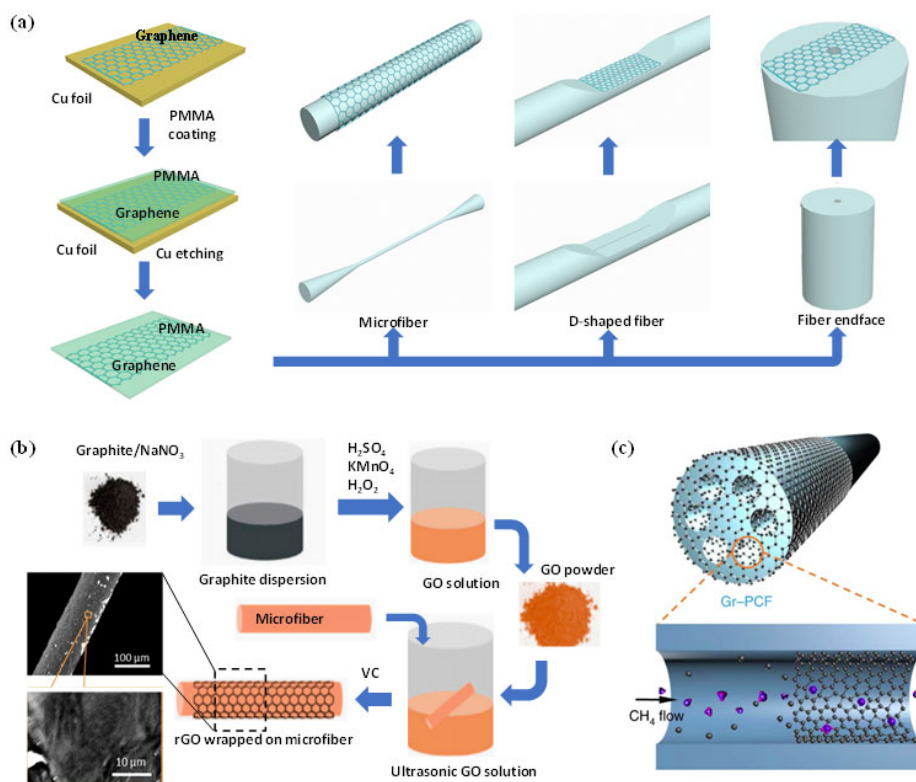 (a)
Graphene
Cu foil
PMMA
coating
PMMA
Graphene
Cu foil
Cu etching
PMMA
Graphene
Microfiber
D-shaped fiber
Fiber endface
(b)
Graphite/NaNO₃
H₂SO₄
KMnO₄
H₂O₂
Graphite dispersion
GO solution
GO powder
Microfiber
100 μm
VC
10 μm
rGO wrapped on microfiber
Ultrasonic GO solution
(c)
Gr–PCF
CH₄ flow